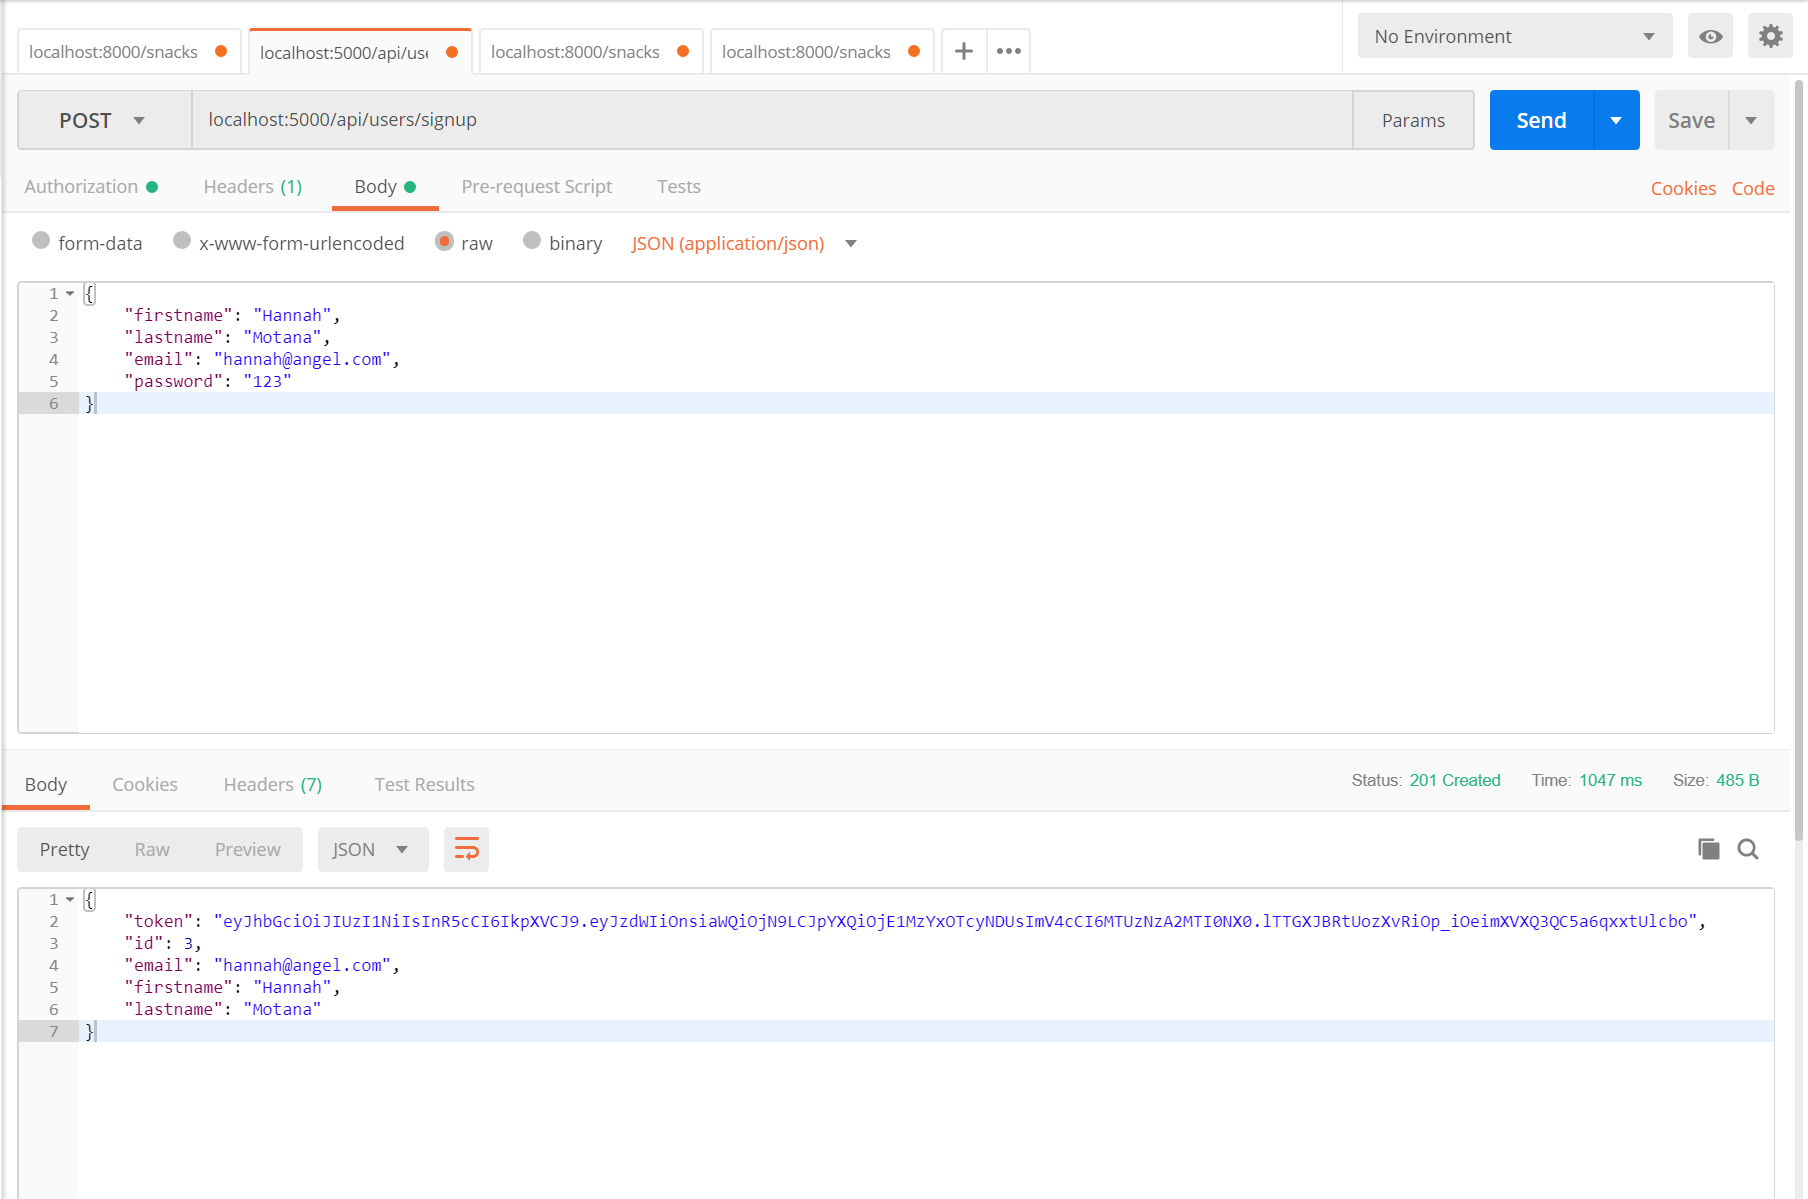 localhost:8000/snacks localhost:5000/api/use localhost:8000/snacks localhost:8000/snacks No Environment
POST localhost:5000/api/users/signup Params Send Save
Authorization Headers (1) Body Pre-request Script Tests Cookies Code
form-data x-www-form-urlencoded raw binary JSON (application/json)
1 {
2 "firstname": "Hannah",
3 "lastname": "Motana",
4 "email": "hannah@angel.com",
5 "password": "123"
6 }
Body Cookies Headers (7) Test Results Status: 201 Created Time: 1047 ms Size: 485 B
Pretty Raw Preview JSON
1 {
2 "token": "eyJhbGciOiJIUzI1NiIsInR5cCI6IkpXVCJ9.eyJzdWIiOnsiaWQiOjN9LCJpYXQiOjE1MzYxOTcyNDUsImV4cCI6MTUzNzA2MTI0NX0.lTTGXJBRtUozXvRiOp_iOeimXVXQ3QC5a6qxxtUlcbo",
3 "id": 3,
4 "email": "hannah@angel.com",
5 "firstname": "Hannah",
6 "lastname": "Motana"
7 }